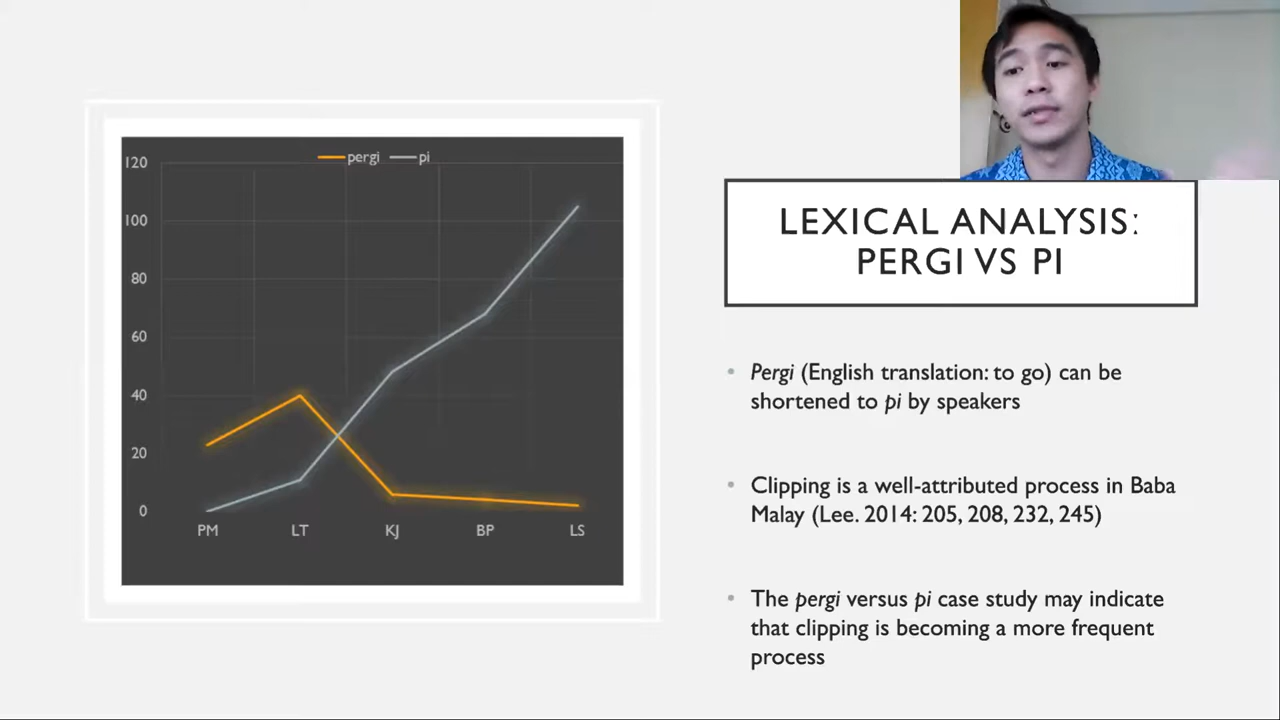 pergi pi
120
100
80
60
40
20
0
PM LT KJ BP LS
LEXICAL ANALYSIS:
PERGI VS PI
Pergi (English translation: to go) can be
shortened to pi by speakers
Clipping is a well-attributed process in Baba
Malay (Lee. 2014: 205, 208, 232, 245)
The pergi versus pi case study may indicate
that clipping is becoming a more frequent
process